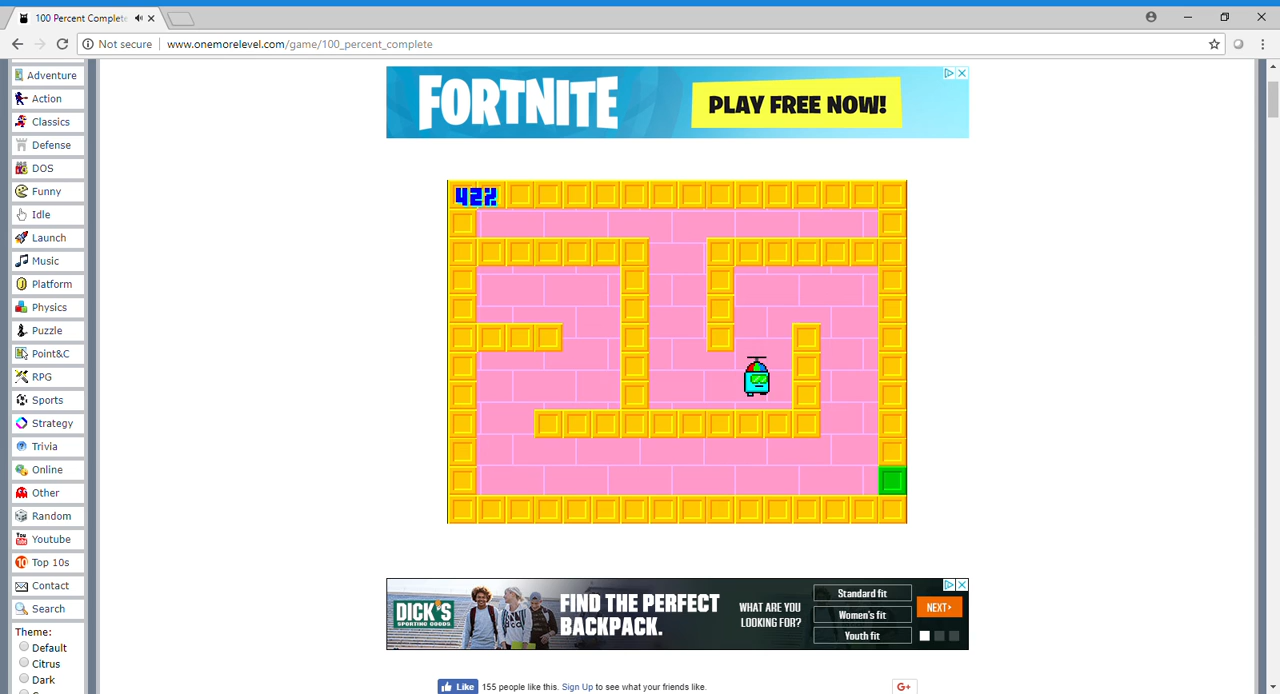 100 Percent Complete
Not secure
www.onemorelevel.com/game/100_percent_complete
FORTNITE
PLAY FREE NOW!
Adventure
Action
Classics
Defense
DOS
Funny
Idle
Launch
Music
Platform
Physics
Puzzle
Point&C
RPG
Sports
Strategy
Trivia
Online
Other
Random
Youtube
Top 10s
Contact
Search
Theme:
Default
Citrus
Dark
42%
DICK'S
SPORTING GOODS
FIND THE PERFECT
BACKPACK.
WHAT ARE YOU
LOOKING FOR?
Standard fit
Women's fit
Youth fit
NEXT
Like 155 people like this. Sign Up to see what your friends like.
G+